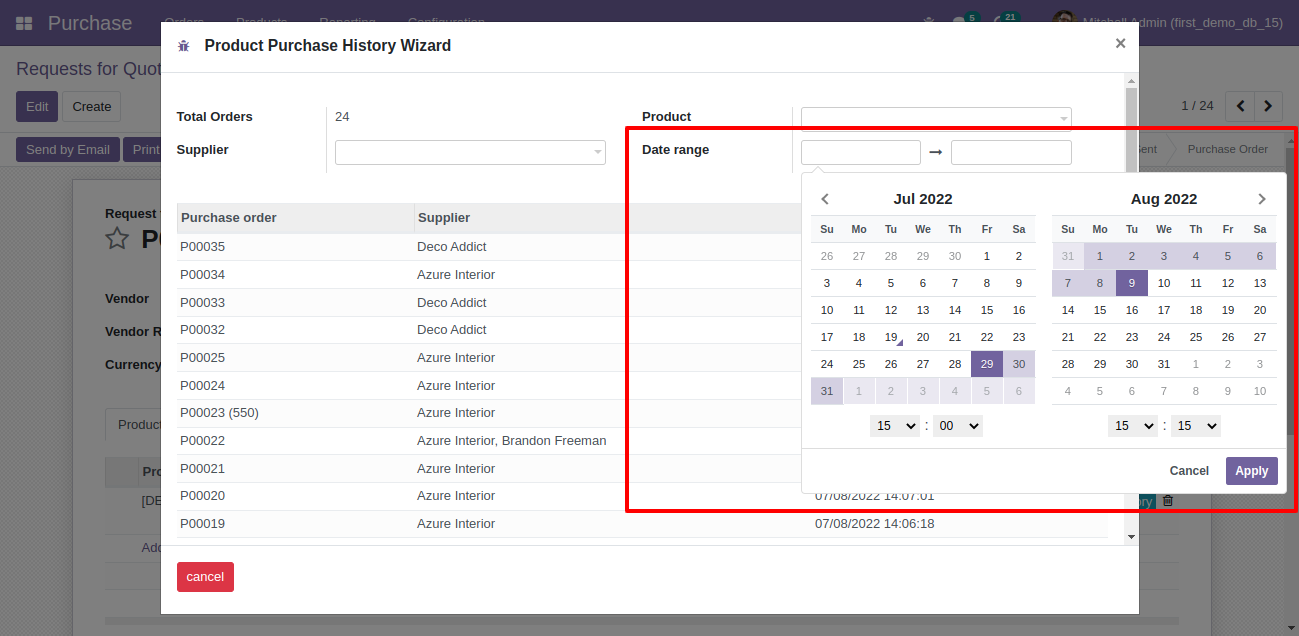 Purchase Orders Products Reporting Configuration 5 21 Mitchell Admin (first_demo_db_15)
Product Purchase History Wizard ×
Requests for Quot
Edit Create 1 / 24
Total Orders 24 Product
Send by Email Print Supplier Date range Sent Purchase Order
Jul 2022 Aug 2022
Request
Purchase order Supplier
Su Mo Tu We Th Fr Sa Su Mo Tu We Th Fr Sa
P00035 Deco Addict
26 27 28 29 30 1 2 31 1 2 3 4 5 6
P00034 Azure Interior
3 4 5 6 7 8 9 7 8 9 10 11 12 13
Vendor
P00033 Deco Addict
10 11 12 13 14 15 16 14 15 16 17 18 19 20
Vendor R
P00032 Deco Addict
17 18 19 20 21 22 23 21 22 23 24 25 26 27
Currency
P00025 Azure Interior
24 25 26 27 28 29 30 28 29 30 31 1 2 3
P00024 Azure Interior
31 1 2 3 4 5 6 4 5 6 7 8 9 10
P00023 (550) Azure Interior
Product
15 : 00 15 : 15
P00022 Azure Interior, Brandon Freeman
P00021 Azure Interior
Pro
Cancel Apply
P00020 Azure Interior 07/08/2022 14:07:01
[DE ory
P00019 Azure Interior 07/08/2022 14:06:18
Add
cancel